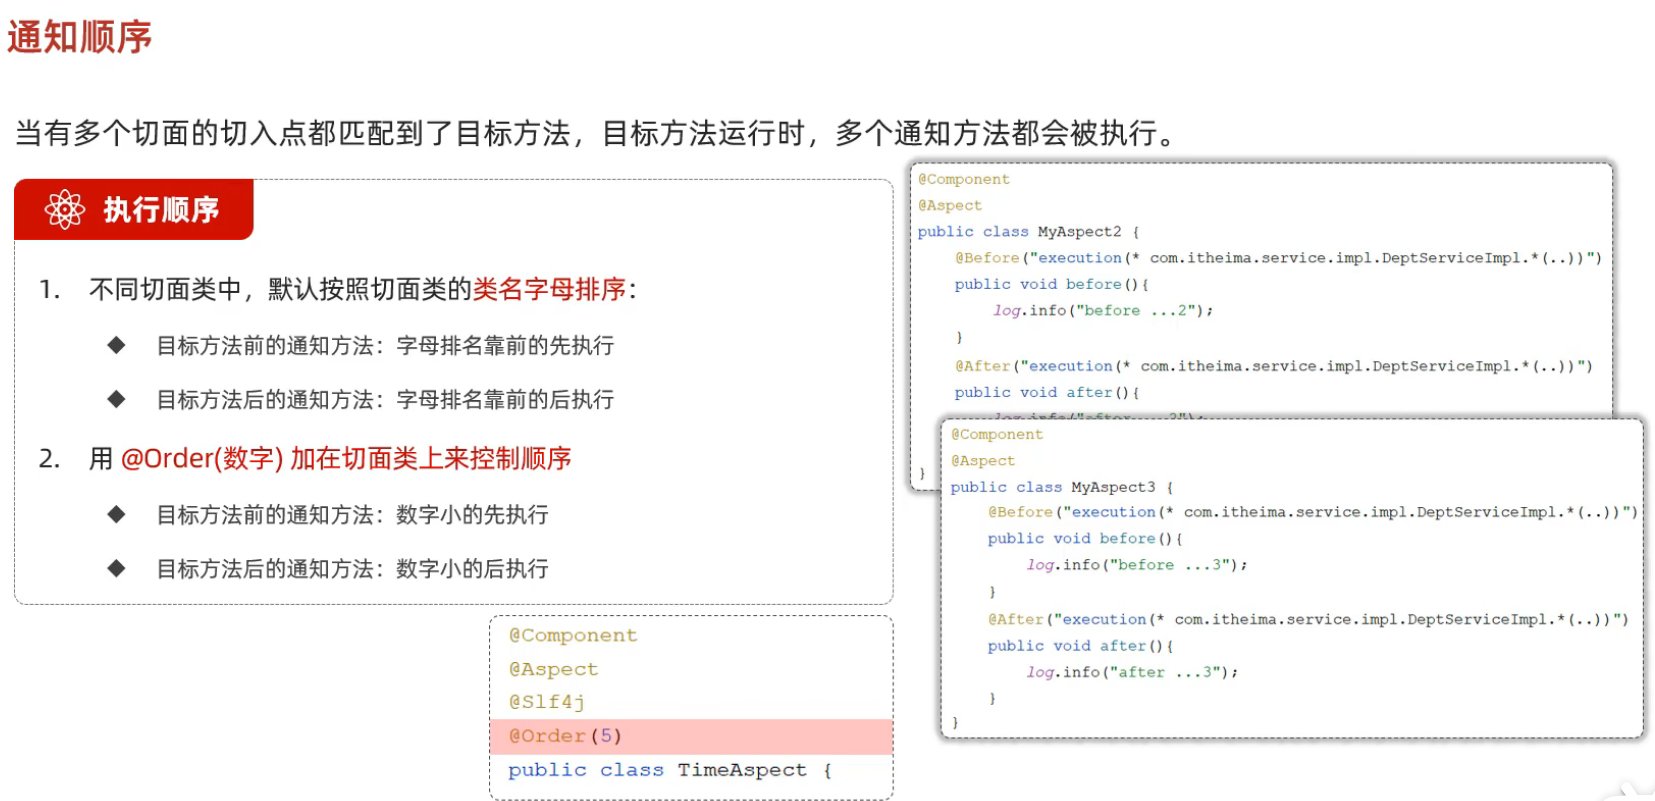 通知顺序
当有多个切面的切入点都匹配到了目标方法，目标方法运行时，多个通知方法都会被执行。
执行顺序
1. 不同切面类中，默认按照切面类的类名字母排序：
◆ 目标方法前的通知方法：字母排名靠前的先执行
◆ 目标方法后的通知方法：字母排名靠前的后执行
2. 用 @Order(数字) 加在切面类上来控制顺序
◆ 目标方法前的通知方法：数字小的先执行
◆ 目标方法后的通知方法：数字小的后执行
@Component
@Aspect
@Slf4j
@Order(5)
public class TimeAspect {
@Component
@Aspect
public class MyAspect2 {
@Before("execution(* com.itheima.service.impl.DeptServiceImpl.*(..))")
public void before(){
log.info("before ...2");
}
@After("execution(* com.itheima.service.impl.DeptServiceImpl.*(..))")
public void after(){
log.info("after ...2");
}
@Component
@Aspect
public class MyAspect3 {
@Before("execution(* com.itheima.service.impl.DeptServiceImpl.*(..))")
public void before(){
log.info("before ...3");
}
@After("execution(* com.itheima.service.impl.DeptServiceImpl.*(..))")
public void after(){
log.info("after ...3");
}
}